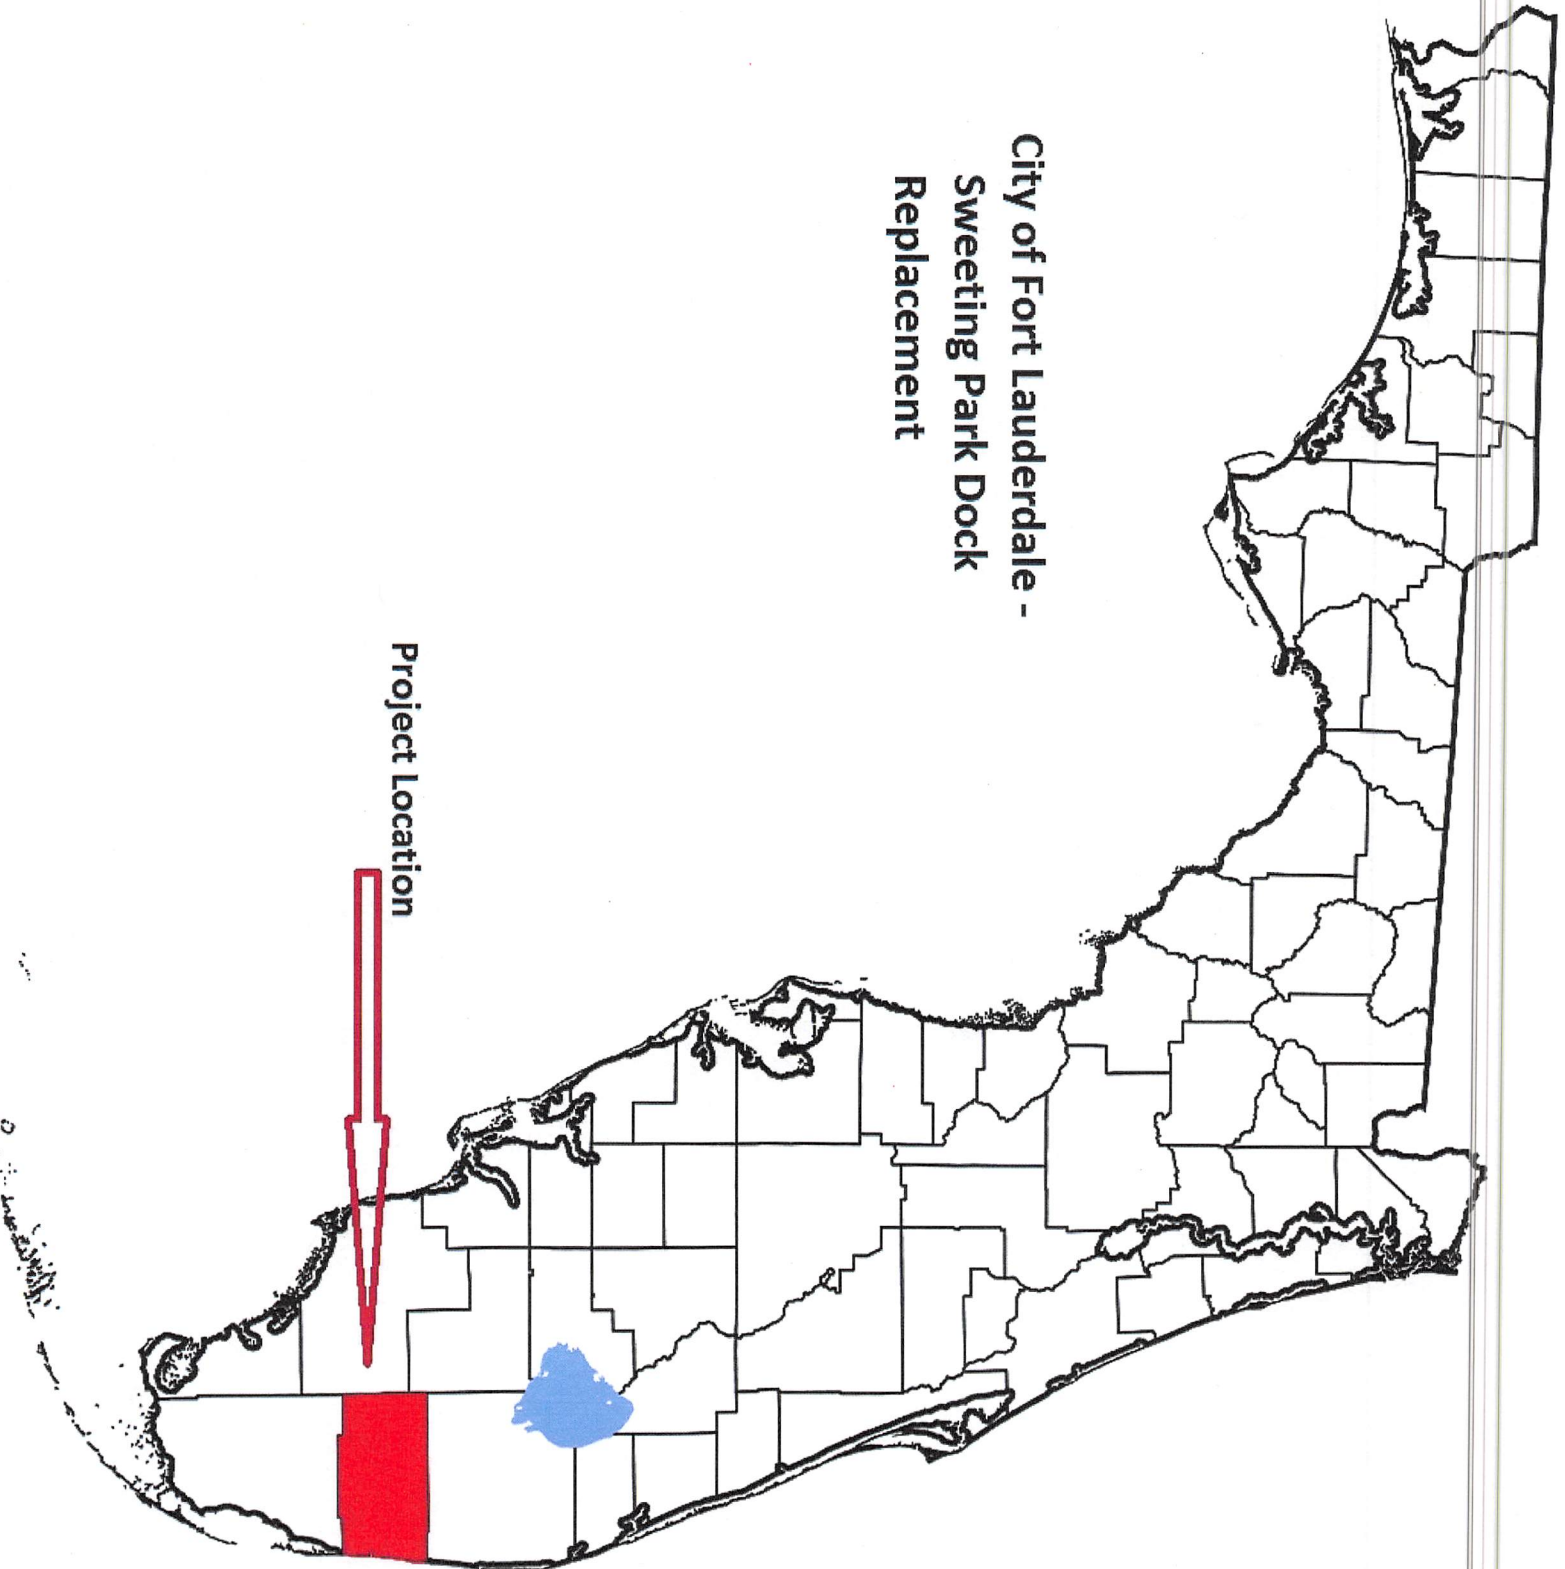 City of Fort Lauderdale -
Sweeting Park Dock
Replacement
Project Location